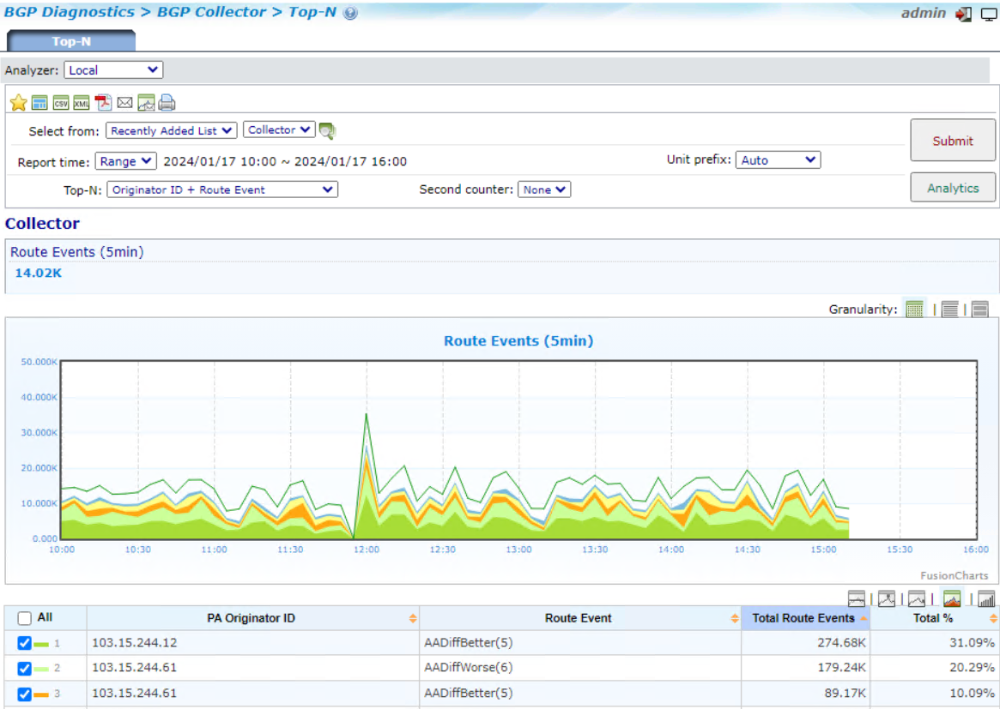 BGP Diagnostics > BGP Collector > Top-N
admin
Top-N
Analyzer: Local
CSV XML
Select from: Recently Added List Collector
Submit
Report time: Range 2024/01/17 10:00 ~ 2024/01/17 16:00 Unit prefix: Auto
Top-N: Originator ID + Route Event Second counter: None
Analytics
Collector
Route Events (5min)
14.02K
Granularity:
Route Events (5min)
50.000K
40.000K
30.000K
20.000K
10.000K
0.000
10:00 10:30 11:00 11:30 12:00 12:30 13:00 13:30 14:00 14:30 15:00 15:30 16:00
FusionCharts
All PA Originator ID Route Event Total Route Events Total %
1 103.15.244.12 AADiffBetter(5) 274.68K 31.09%
2 103.15.244.61 AADiffWorse(6) 179.24K 20.29%
3 103.15.244.61 AADiffBetter(5) 89.17K 10.09%